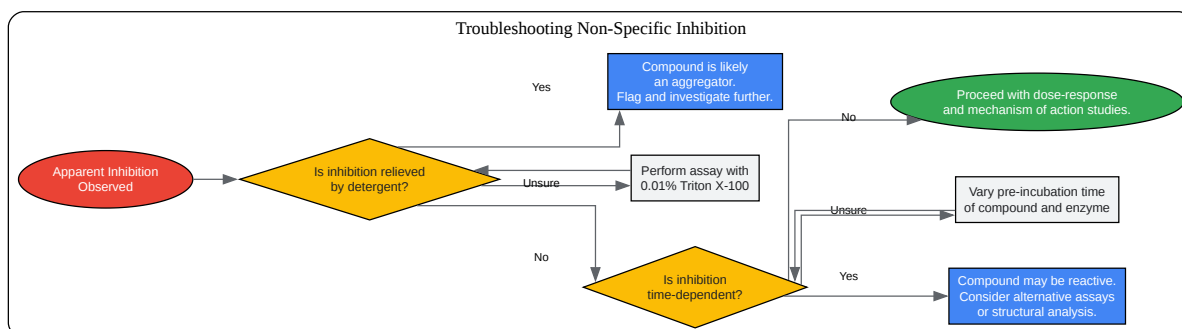 Troubleshooting Non-Specific Inhibition
Apparent Inhibition
Observed
Is inhibition relieved
by detergent?
Yes
Compound is likely
an aggregator.
Flag and investigate further.
Unsure
Perform assay with
0.01% Triton X-100
No
Is inhibition
time-dependent?
No
Proceed with dose-response
and mechanism of action studies.
Unsure
Vary pre-incubation time
of compound and enzyme
Yes
Compound may be reactive.
Consider alternative assays
or structural analysis.